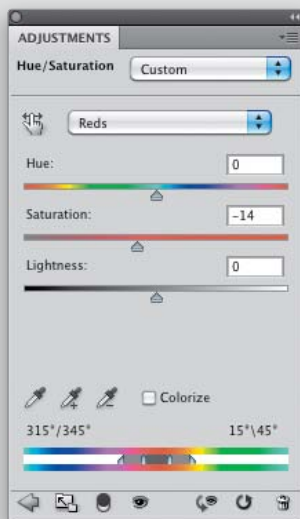 ADJUSTMENTS
Hue/Saturation Custom
Reds
Hue: 0
Saturation: -14
Lightness: 0
Colorize
315°/345° 15°\45°